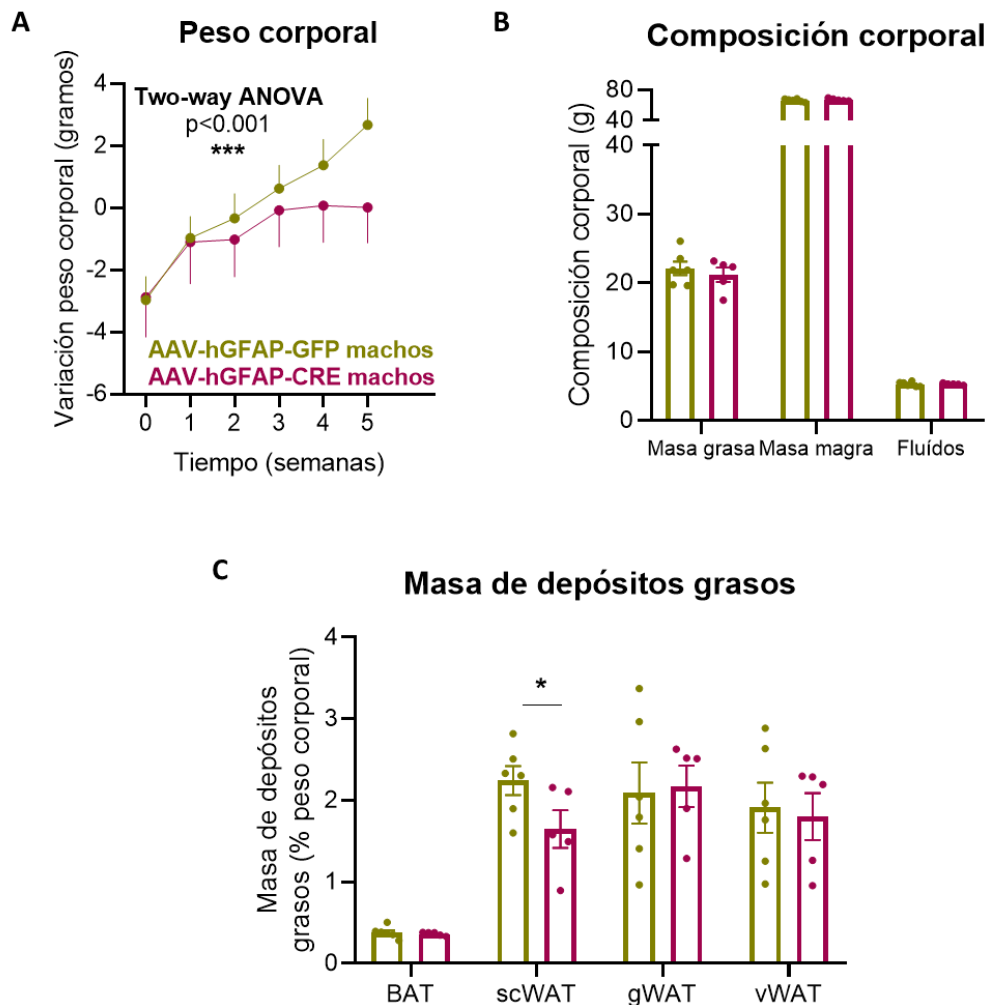 A
Peso corporal
Variación peso corporal (gramos)
4
2
0
-2
-4
-6
Two-way ANOVA
p<0.001
***
AAV-hGFAP-GFP machos
AAV-hGFAP-CRE machos
0 1 2 3 4 5
Tiempo (semanas)
B
Composición corporal
Composición corporal (g)
80
40
40
30
20
10
0
Masa grasa Masa magra Fluídos
C
Masa de depósitos grasos
Masa de depósitos
grasos (% peso corporal)
4
3
2
1
0
*
BAT scWAT gWAT vWAT